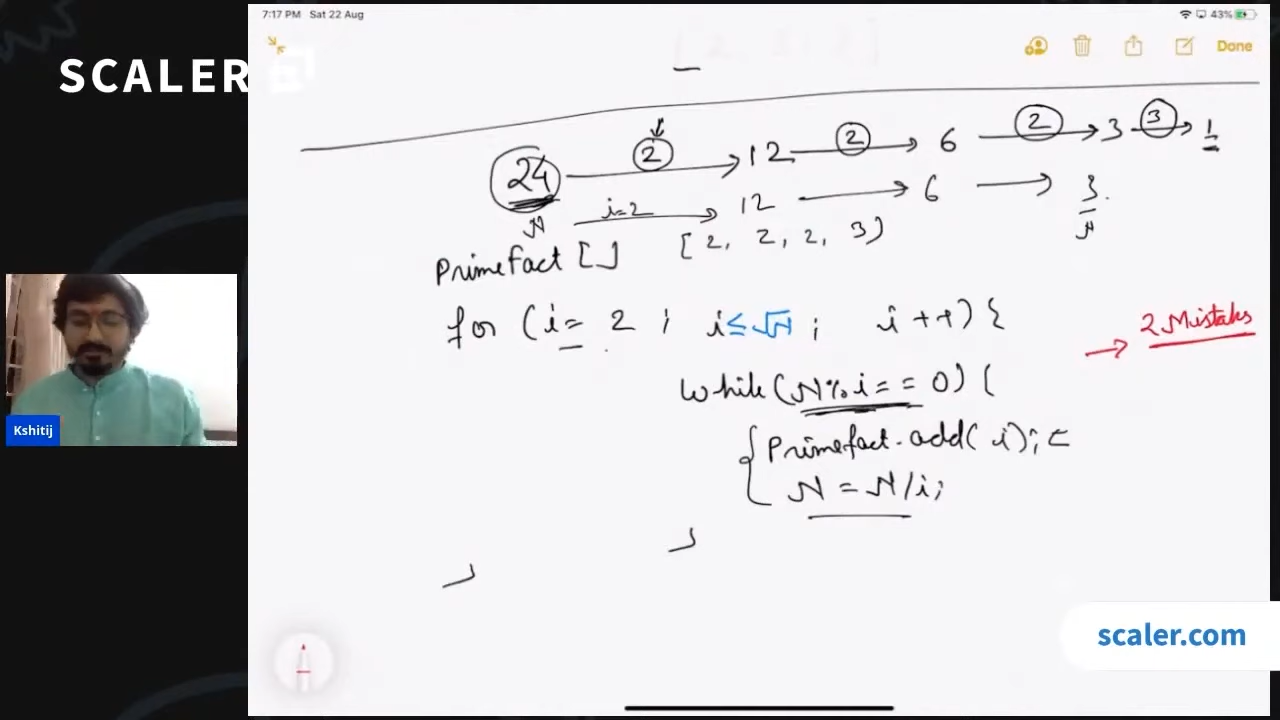 7:17 PM Sat 22 Aug
43%
Done
SCALER
24 2 → 12 2 → 6 2 → 3 3 → 1
N i=2 → 12 → 6 → 3
N
PrimeFact [] [2, 2, 2, 3]
for (i = 2 ; i ≤ √N ; i++) {
→ 2 Mistakes
while (N%i == 0) {
{ Primefact.add(i);
N = N/i;
}
}
Kshitij
scaler.com